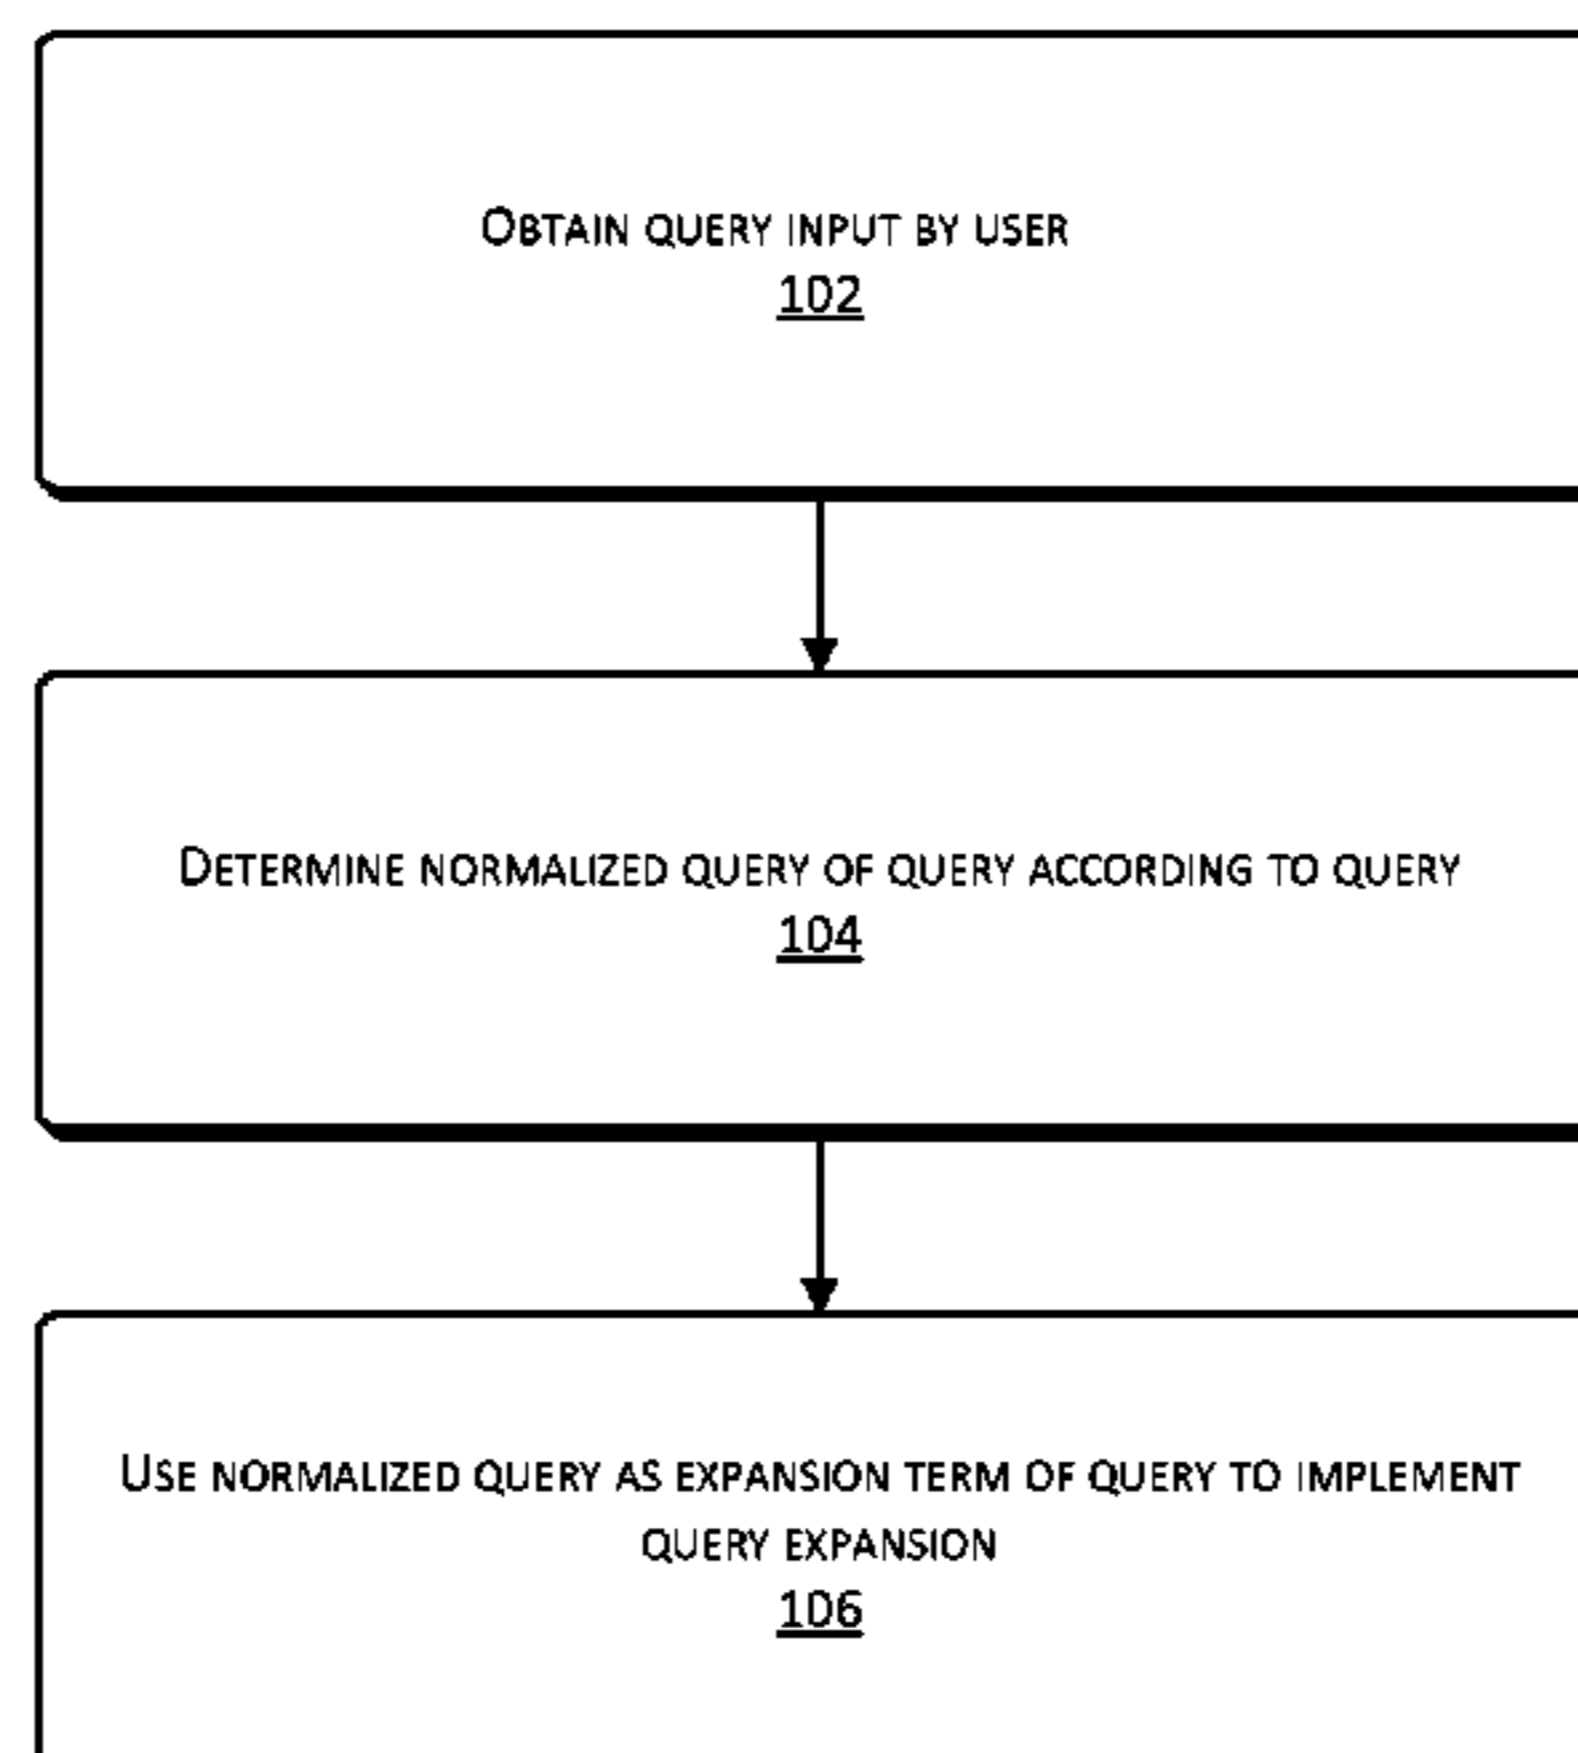 Obtain query input by user
102
Determine normalized query of query according to query
104
Use normalized query as expansion term of query to implement
query expansion
106